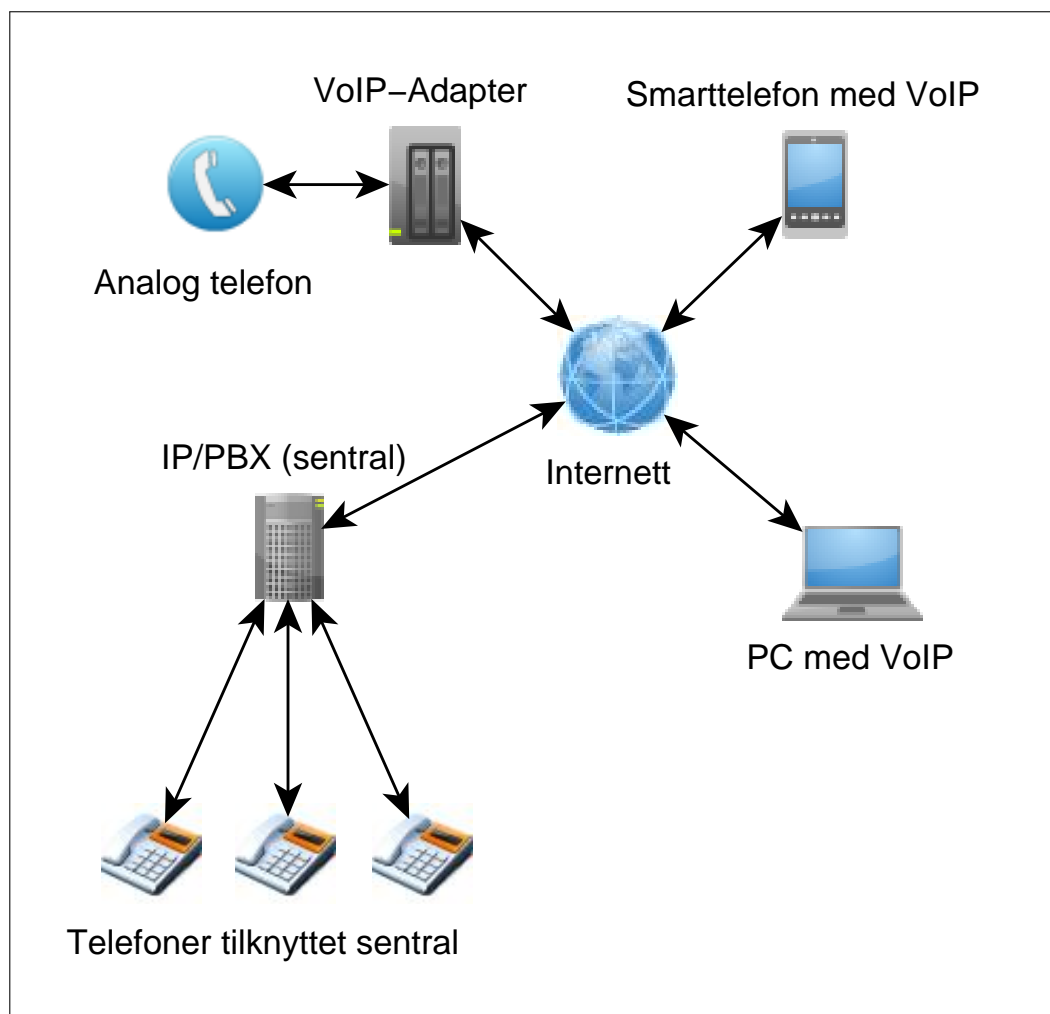 VoIP–Adapter
Smarttelefon med VoIP
Analog telefon
IP/PBX (sentral)
Internett
PC med VoIP
Telefoner tilknyttet sentral